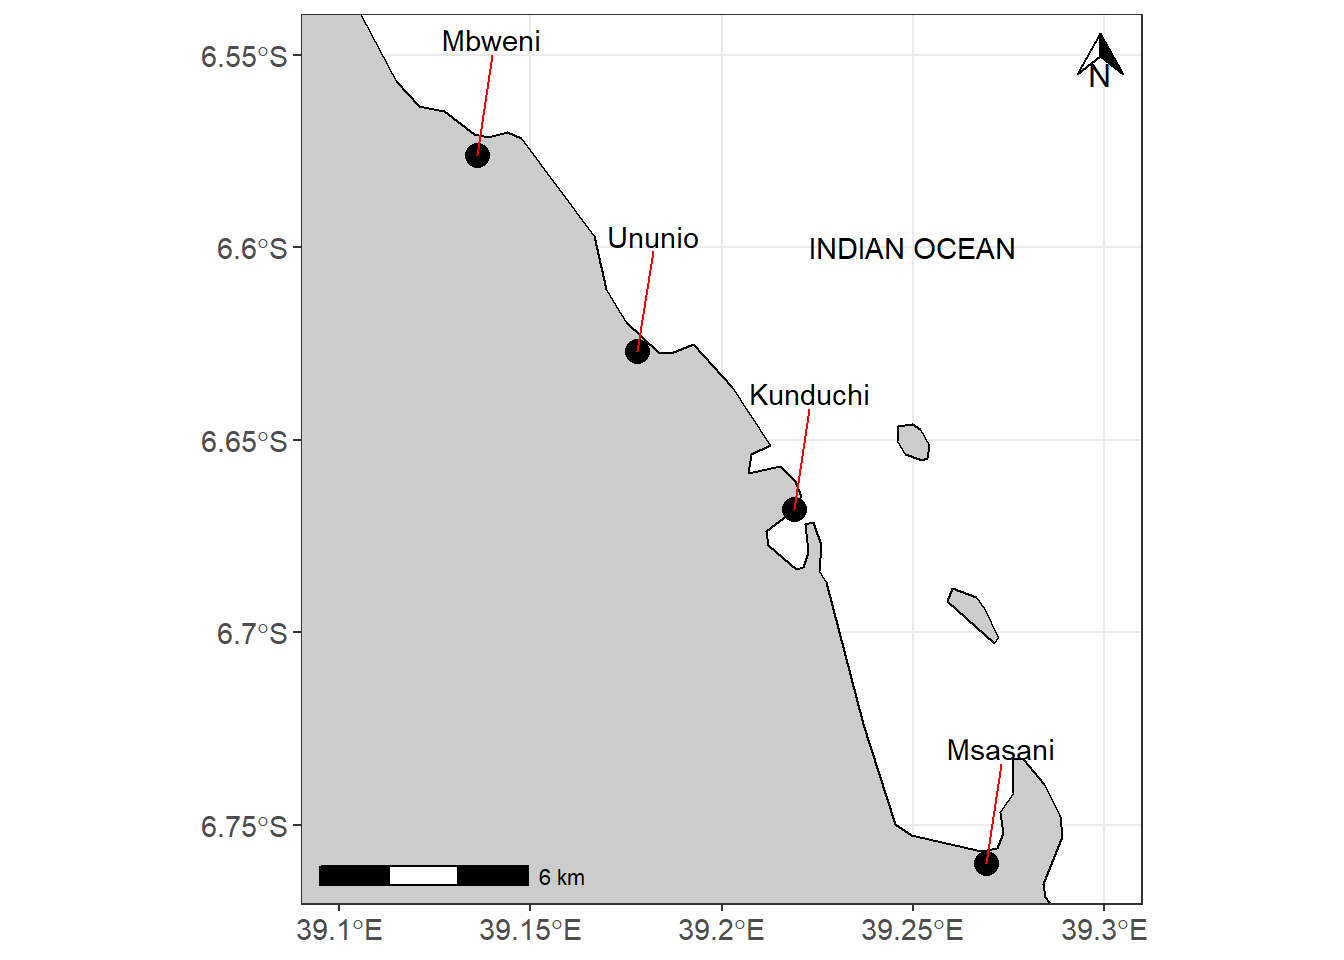 Mbweni
6.55°S
N
Ununio
6.6°S
INDIAN OCEAN
Kunduchi
6.65°S
6.7°S
Msasani
6.75°S
6 km
39.1°E
39.15°E
39.2°E
39.25°E
39.3°E